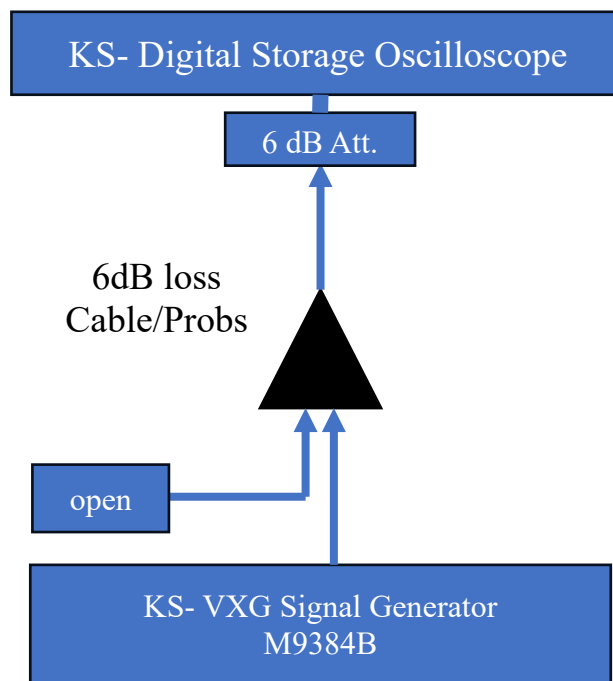 KS- Digital Storage Oscilloscope
6 dB Att.
6dB loss
Cable/Probs
open
KS- VXG Signal Generator
M9384B